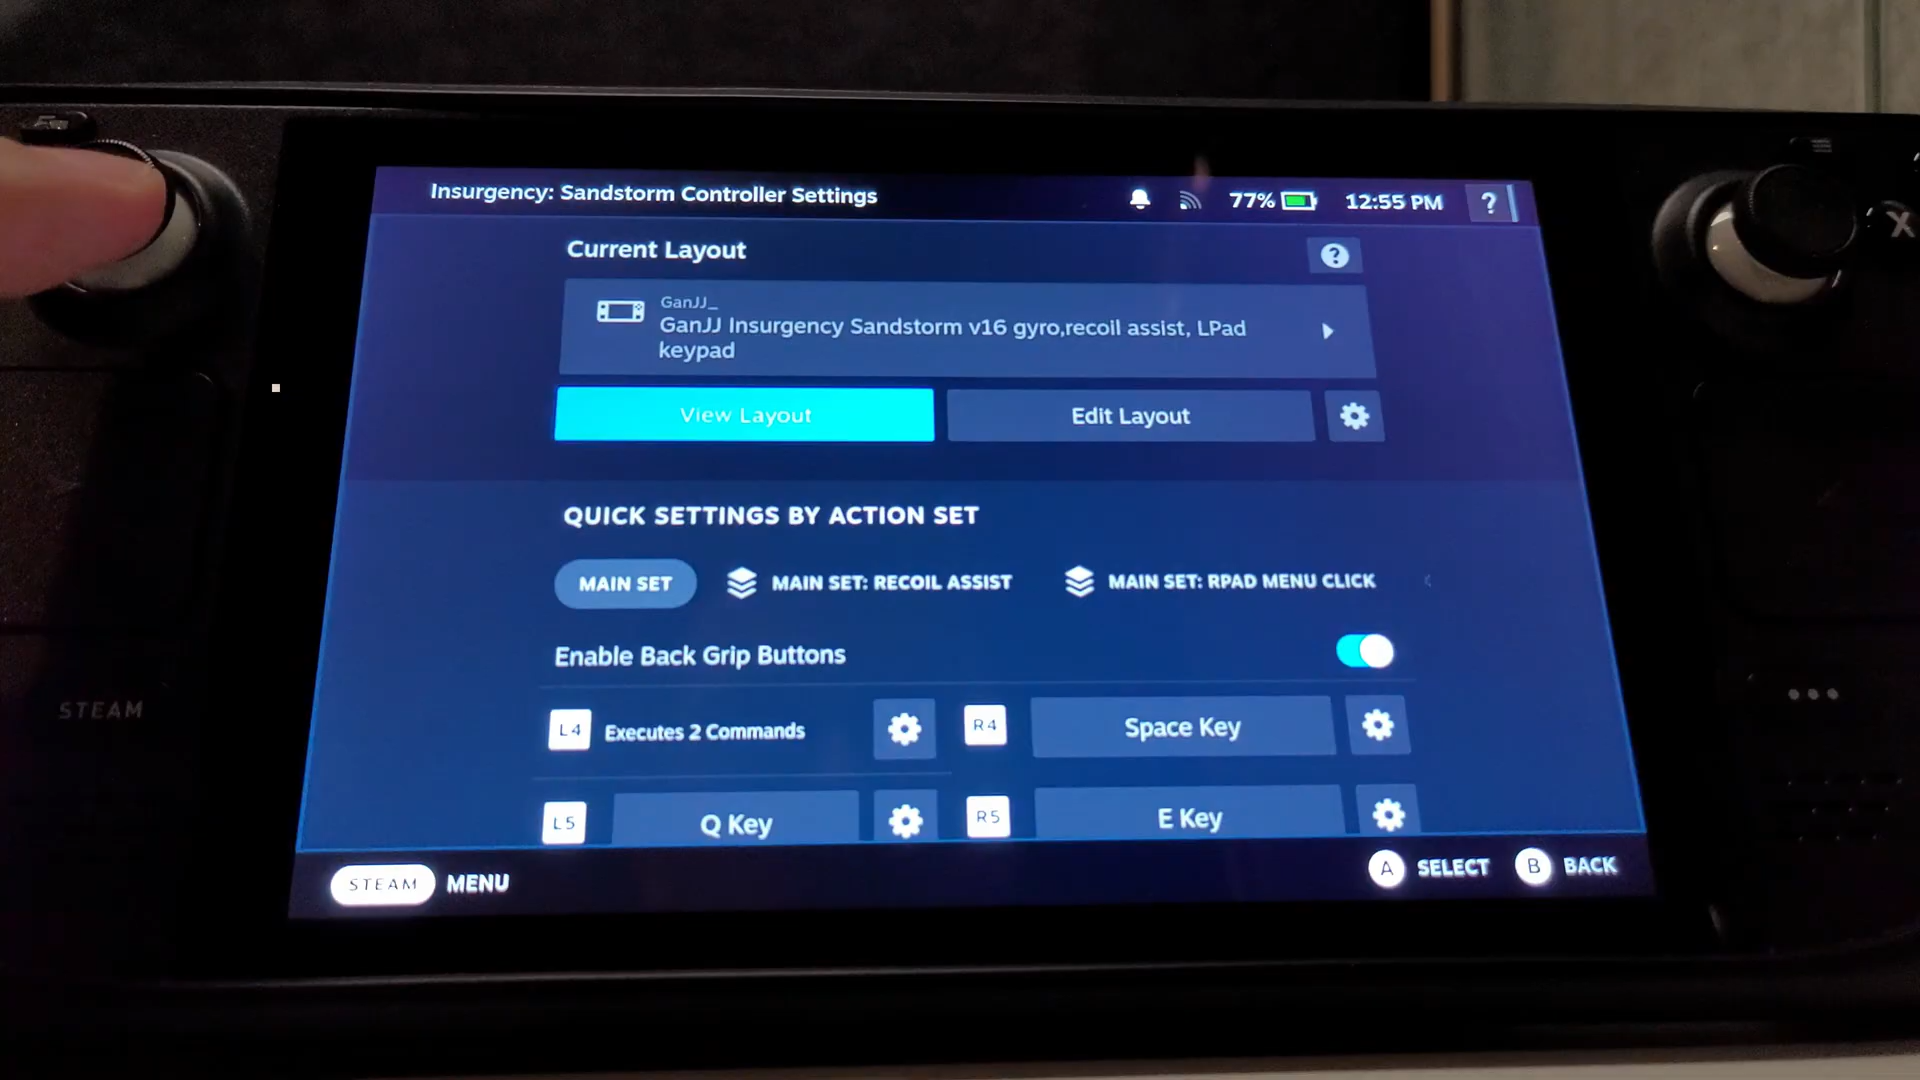 Insurgency: Sandstorm Controller Settings 77% 12:55 PM ?
Current Layout ?
GanJJ_
GanJJ Insurgency Sandstorm v16 gyro,recoil assist, LPad
keypad
View Layout Edit Layout
QUICK SETTINGS BY ACTION SET
MAIN SET MAIN SET: RECOIL ASSIST MAIN SET: RPAD MENU CLICK
Enable Back Grip Buttons
L4 Executes 2 Commands R4 Space Key
L5 Q Key R5 E Key
STEAM MENU A SELECT B BACK
STEAM
X